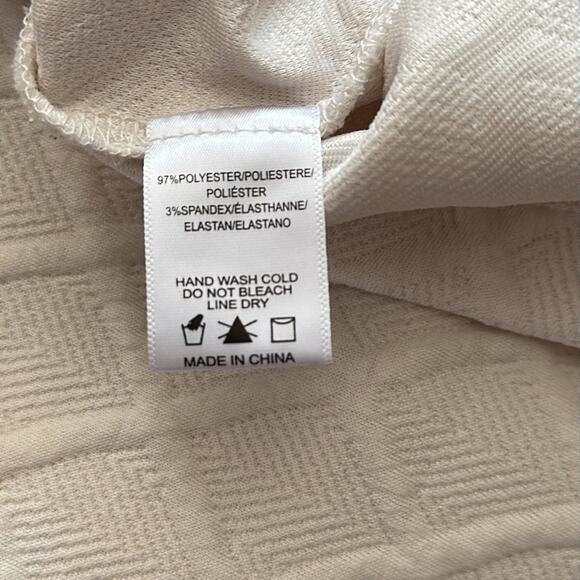 97%POLYESTER/POLIESTERE/
POLIÉSTER
3%SPANDEX/ÉLASTHANNE/
ELASTAN/ELASTANO
HAND WASH COLD
DO NOT BLEACH
LINE DRY
MADE IN CHINA